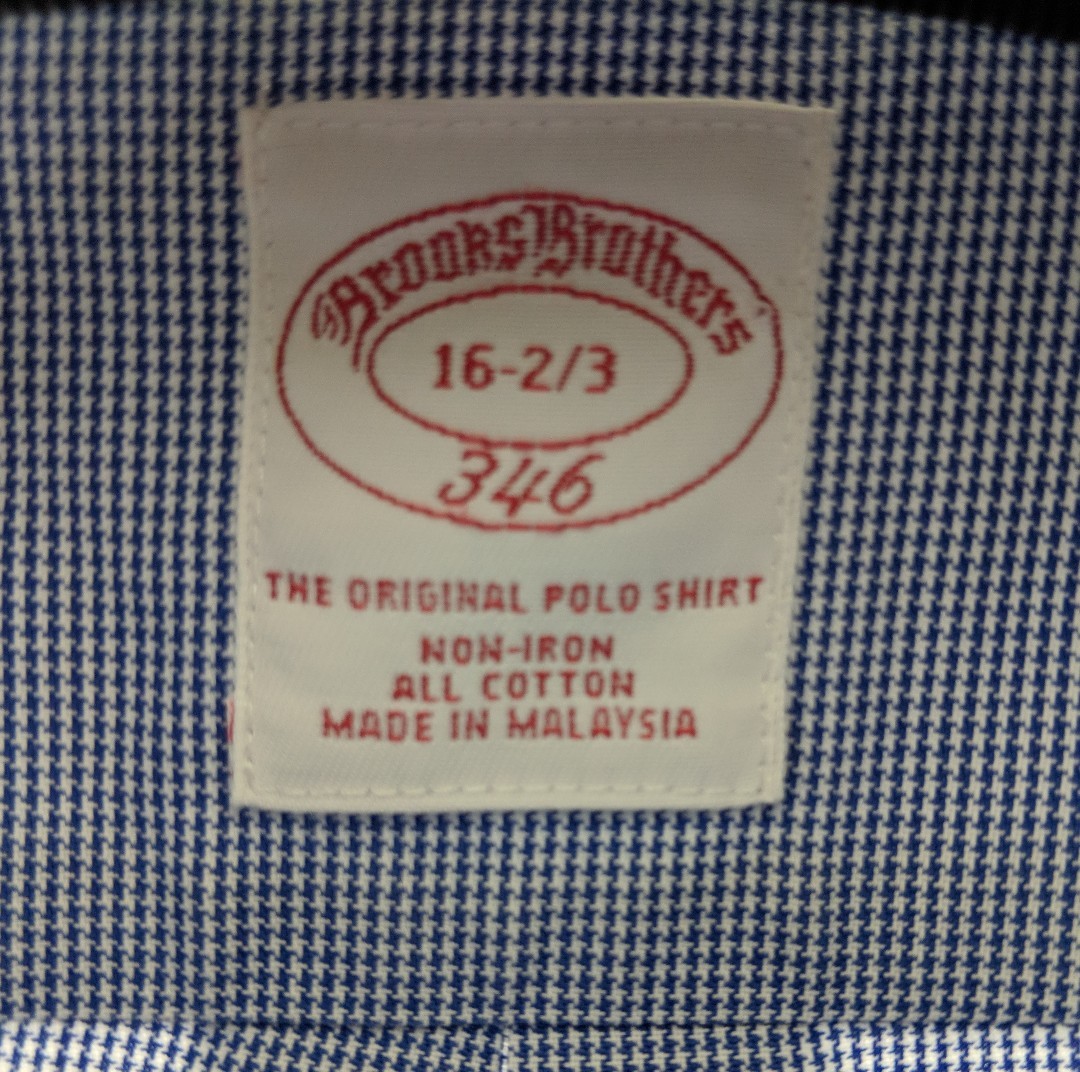 Brooks Brothers
16-2/3
346
THE ORIGINAL POLO SHIRT
NON-IRON
ALL COTTON
MADE IN MALAYSIA